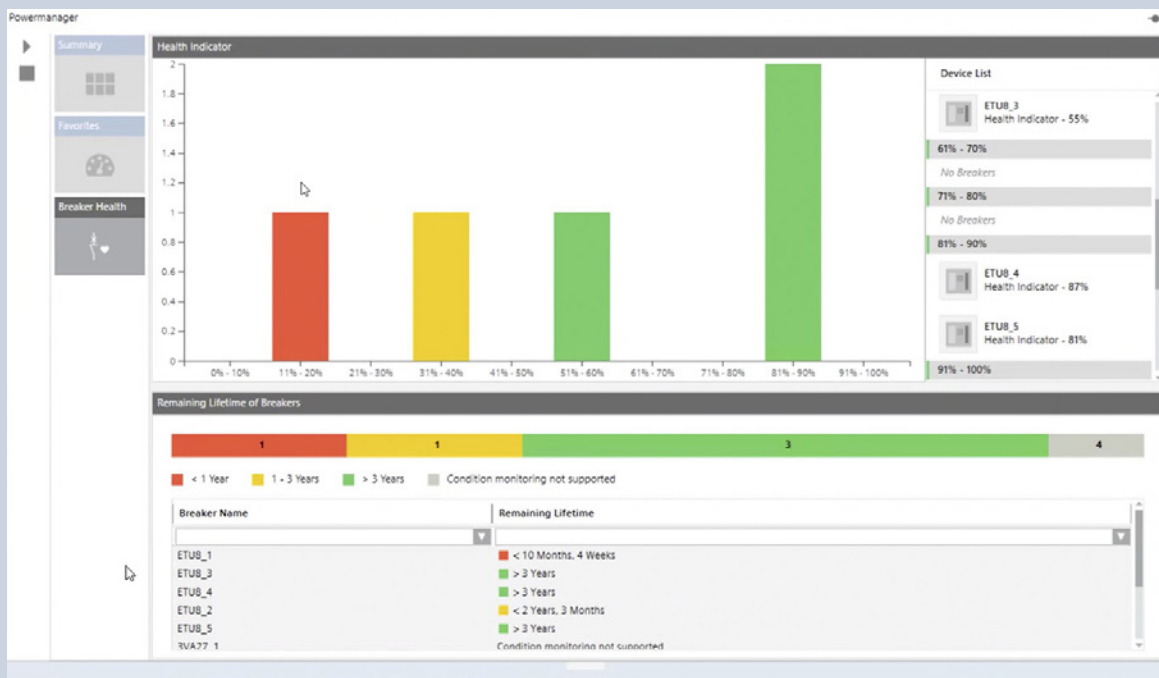 Powermanager
Summary
Favorites
Breaker Health
Health Indicator
2
1.8
1.6
1.4
1.2
1
0.8
0.6
0.4
0.2
0
0% - 10%
11% - 20%
21% - 30%
31% - 40%
41% - 50%
51% - 60%
61% - 70%
71% - 80%
81% - 90%
91% - 100%
Device List
ETU8_3
Health Indicator - 55%
61% - 70%
No Breakers
71% - 80%
No Breakers
81% - 90%
ETU8_4
Health Indicator - 87%
ETU8_5
Health Indicator - 81%
91% - 100%
Remaining Lifetime of Breakers
1 1 3 4
< 1 Year 1 - 3 Years > 3 Years Condition monitoring not supported
Breaker Name Remaining Lifetime
ETU8_1 < 10 Months, 4 Weeks
ETU8_3 > 3 Years
ETU8_4 > 3 Years
ETU8_2 < 2 Years, 3 Months
ETU8_5 > 3 Years
3VA27_1 Condition monitoring not supported